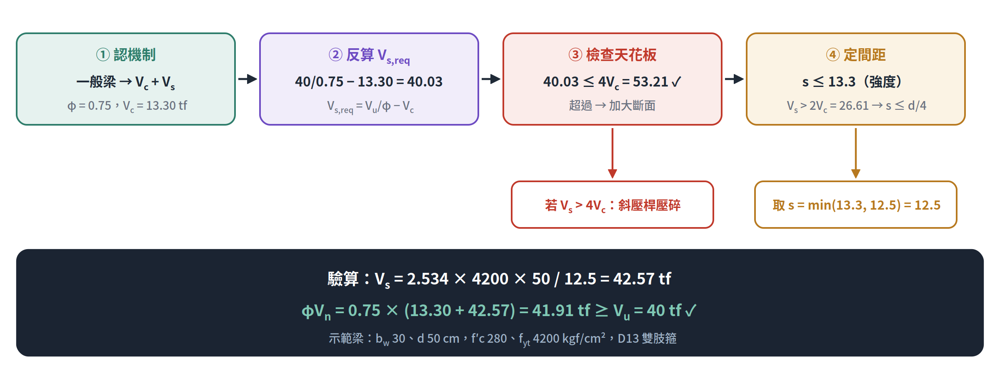 ① 認機制
一般梁 → Vc + Vs
ϕ = 0.75，Vc = 13.30 tf
② 反算 Vs,req
40/0.75 − 13.30 = 40.03
Vs,req = Vu/ϕ − Vc
③ 檢查天花板
40.03 ≤ 4Vc = 53.21 ✓
超過 → 加大斷面
④ 定間距
s ≤ 13.3（強度）
Vs > 2Vc = 26.61 → s ≤ d/4
若 Vs > 4Vc：斜壓桿壓碎
取 s = min(13.3, 12.5) = 12.5
驗算：Vs = 2.534 × 4200 × 50 / 12.5 = 42.57 tf
ϕVn = 0.75 × (13.30 + 42.57) = 41.91 tf ≥ Vu = 40 tf ✓
示範梁：bw 30、d 50 cm，f′c 280、fyt 4200 kgf/cm²，D13 雙肢箍